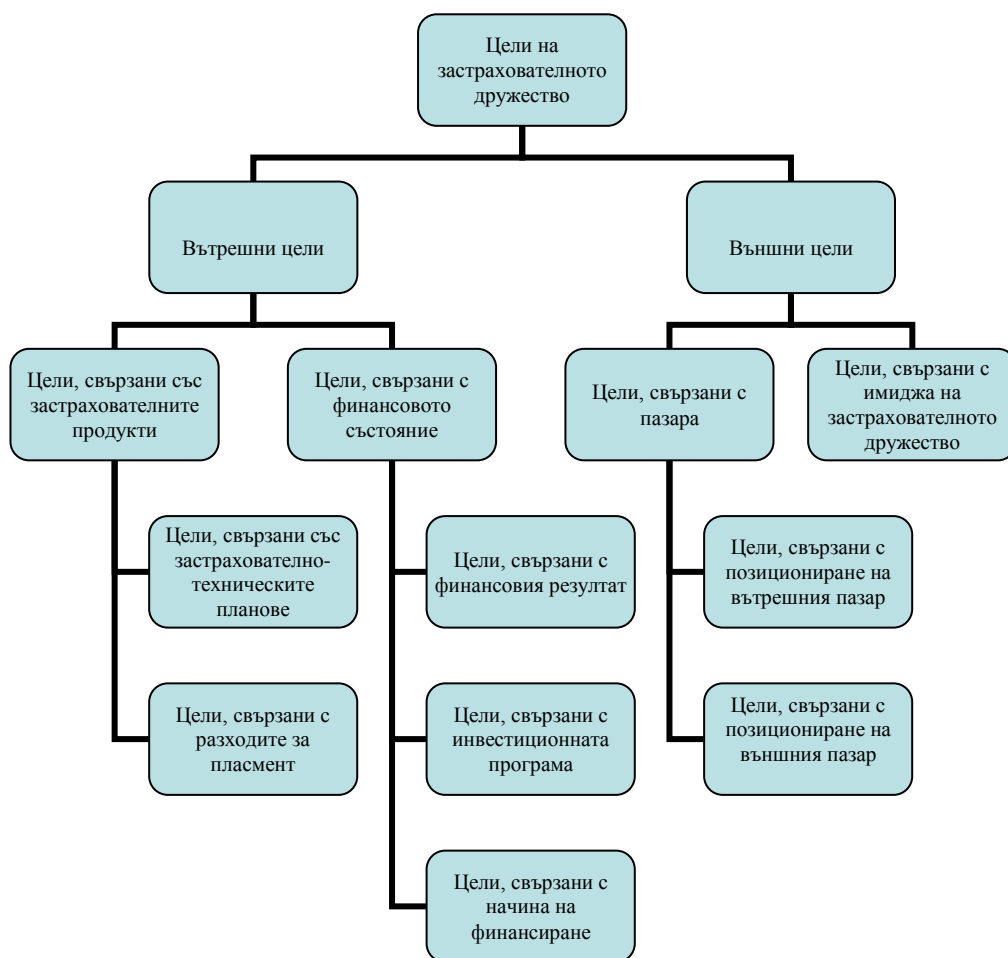 Цели на
застрахователното
дружество
Вътрешни цели
Външни цели
Цели, свързани със
застрахователните
продукти
Цели, свързани с
финансовото
състояние
Цели, свързани с
пазара
Цели, свързани с
имиджа на
застрахователното
дружество
Цели, свързани със
застрахователно-
техническите
планове
Цели, свързани с
финансовия резултат
Цели, свързани с
позициониране на
вътрешния пазар
Цели, свързани с
разходите за
пласмент
Цели, свързани с
инвестиционната
програма
Цели, свързани с
позициониране на
външния пазар
Цели, свързани с
начина на
финансиране